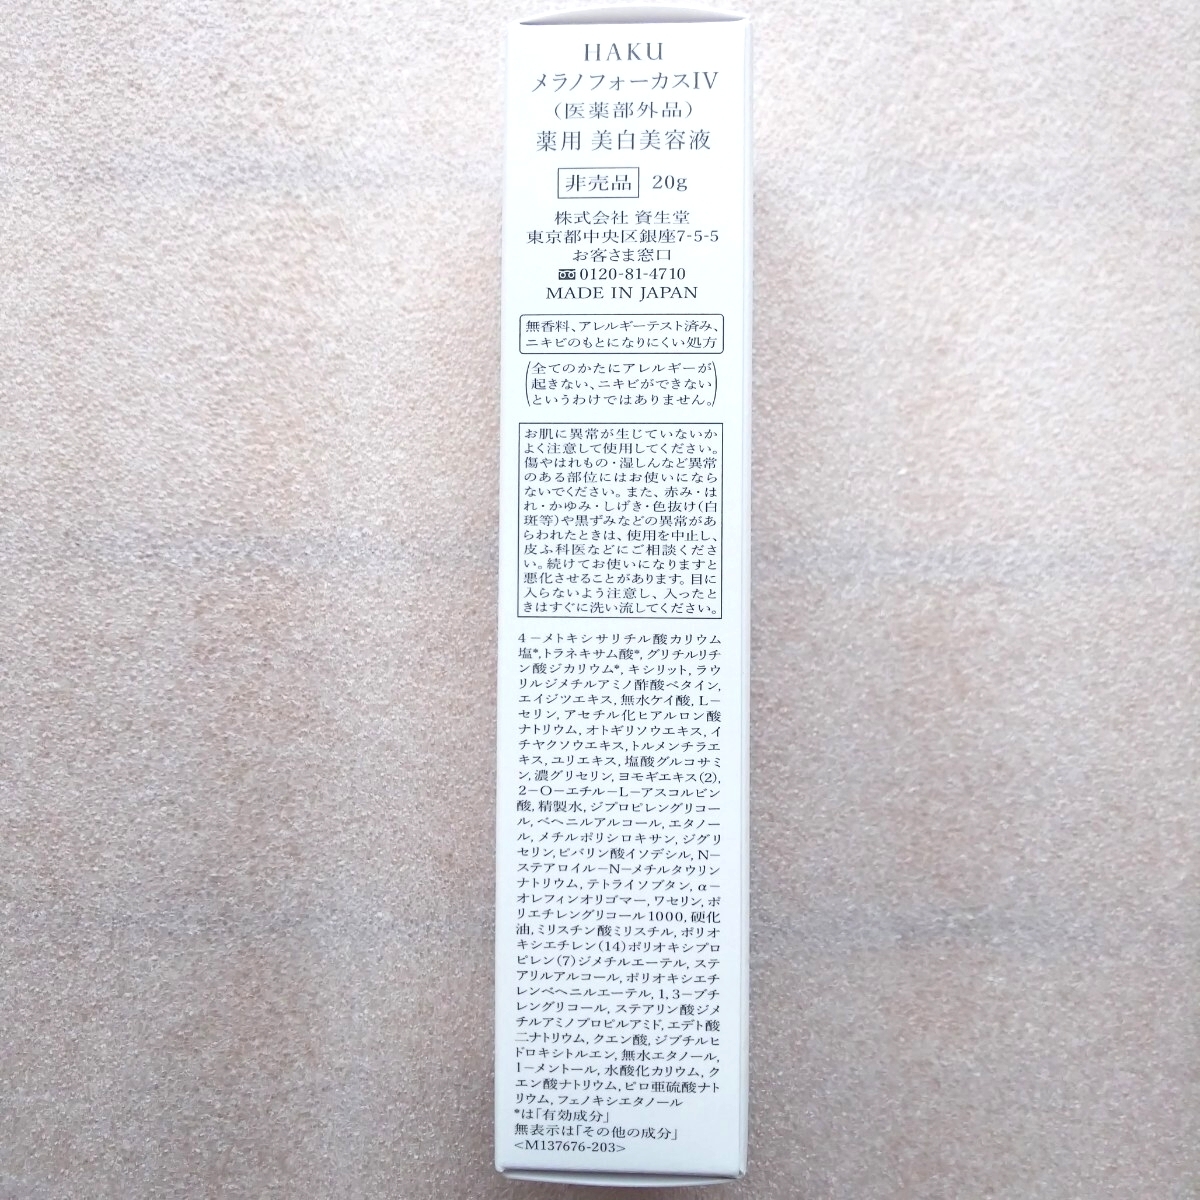 HAKU
メラノフォーカスIV
（医薬部外品）
薬用 美白美容液
非売品 20g
株式会社 資生堂
東京都中央区銀座7-5-5
お客さま窓口
0120-81-4710
MADE IN JAPAN
無香料、アレルギーテスト済み、
ニキビのもとになりにくい処方
（全てのかたにアレルギーが
起きない、ニキビができない
というわけではありません。）
お肌に異常が生じていないか
よく注意して使用してください。
傷やはれもの・湿しんなど異常
のある部位にはお使いになら
ないでください。また、赤み・は
れ・かゆみ・しげき・色抜け（白
斑等）や黒ずみなどの異常があ
らわれたときは、使用を中止し、
皮ふ科医などにご相談くださ
い。続けてお使いになりますと
悪化させることがあります。目に
入らないよう注意し、入ったと
きはすぐに洗い流してください。
4－メトキシサリチル酸カリウム
塩*,トラネキサム酸*, グリチルリチ
ン酸ジカリウム*, キシリット, ラウ
リルジメチルアミノ酢酸ベタイン,
エイジツエキス, 無水ケイ酸, L－
セリン, アセチル化ヒアルロン酸
ナトリウム, オトギリソウエキス, イ
チヤクソウエキス,トルメンチラエ
キス, ユリエキス, 塩酸グルコサミ
ン, 濃グリセリン, ヨモギエキス(2),
2－O－エチル－L－アスコルビン
酸, 精製水, ジプロピレングリコー
ル, ベヘニルアルコール, エタノー
ル, メチルポリシロキサン, ジグリ
セリン,ピバリン酸イソデシル, N－
ステアロイル－N－メチルタウリン
ナトリウム, テトライソブタン, α－
オレフィンオリゴマー, ワセリン, ポ
リエチレングリコール1000, 硬化
油, ミリスチン酸ミリスチル, ポリオ
キシエチレン(14)ポリオキシプロ
ピレン(7)ジメチルエーテル, ステ
アリルアルコール, ポリオキシエチ
レンベヘニルエーテル, 1, 3－ブチ
レングリコール, ステアリン酸ジメ
チルアミノプロピルアミド, エデト酸
二ナトリウム, クエン酸, ジブチルヒ
ドロキシトルエン, 無水エタノール,
l－メントール, 水酸化カリウム, ク
エン酸ナトリウム, ピロ亜硫酸ナト
リウム, フェノキシエタノール
*は「有効成分」
無表示は「その他の成分」
<M137676-203>